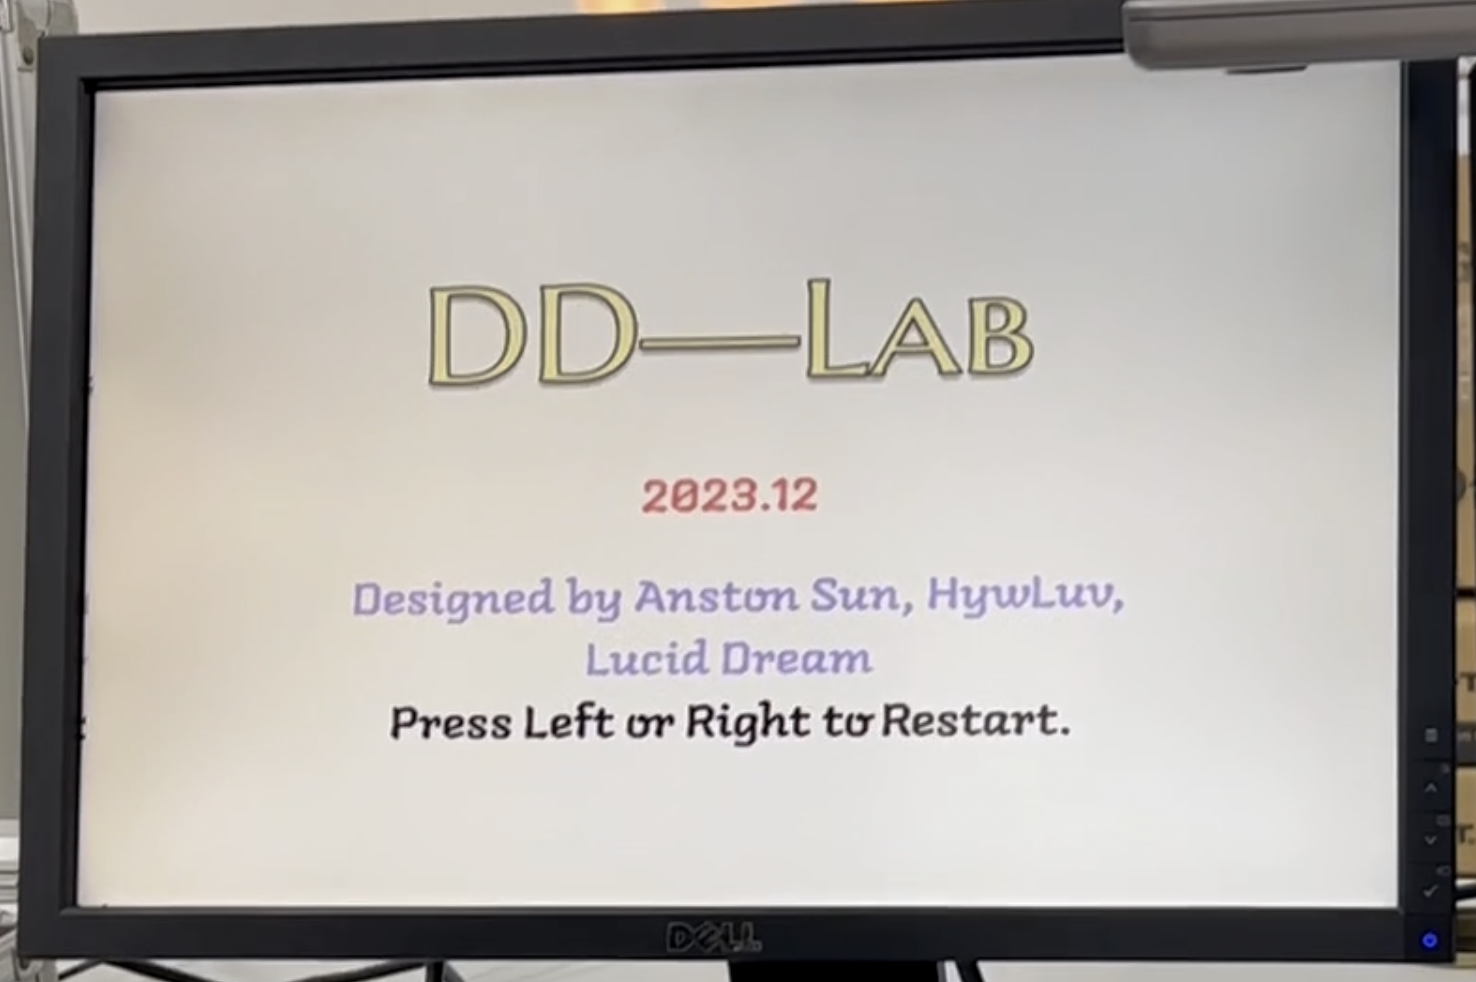 DD—LAB
2023.12
Designed by Anston Sun, HywLuv,
Lucid Dream
Press Left or Right to Restart.
DELL